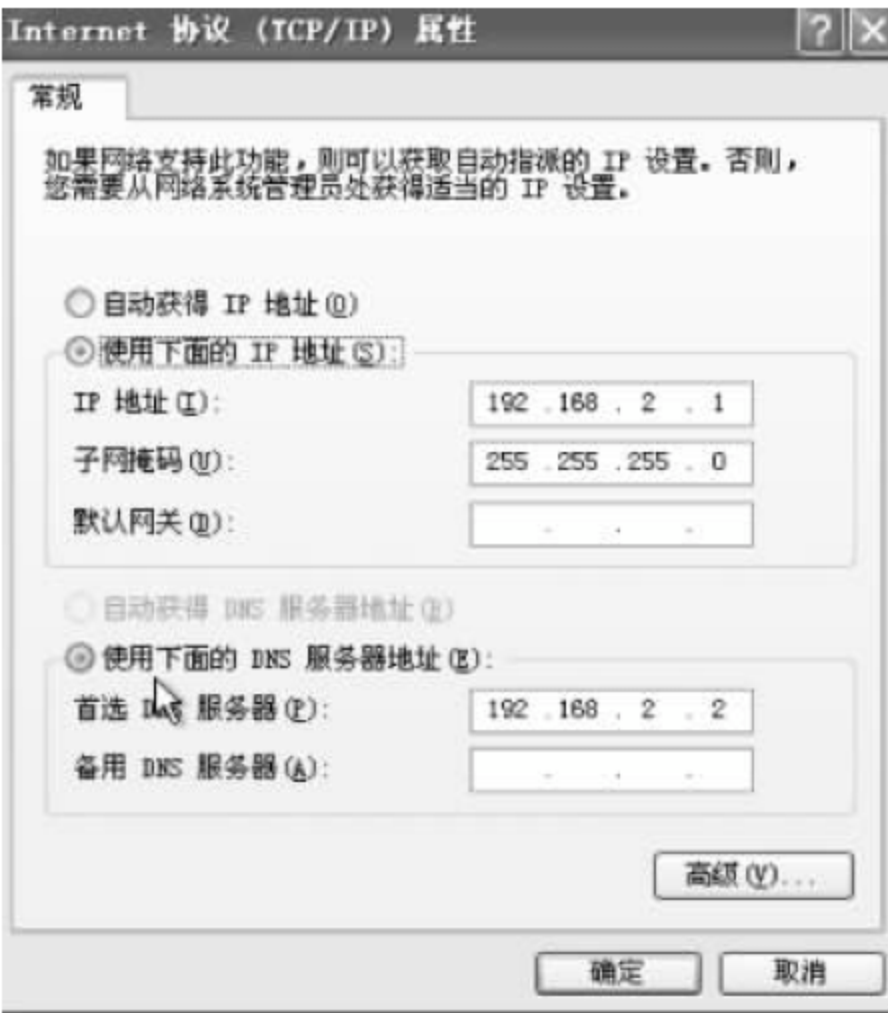 Internet 协议 (TCP/IP) 属性
常规
如果网络支持此功能，则可以获取自动指派的 IP 设置。否则，
您需要从网络系统管理员处获得适当的 IP 设置。
自动获得 IP 地址(O)
使用下面的 IP 地址(S):
IP 地址(I): 192 . 168 . 2 . 1
子网掩码(U): 255 . 255 . 255 . 0
默认网关(D): . . .
自动获得 DNS 服务器地址(B)
使用下面的 DNS 服务器地址(E):
首选 DNS 服务器(P): 192 . 168 . 2 . 2
备用 DNS 服务器(A): . . .
高级(V)...
确定 取消